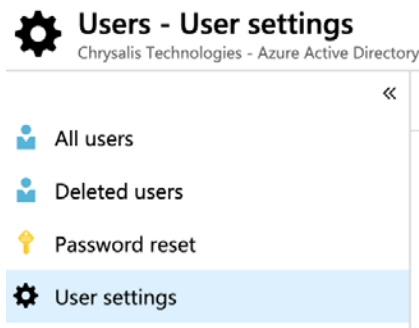 Users - User settings
Chrysalis Technologies - Azure Active Directory
«
All users
Deleted users
Password reset
User settings